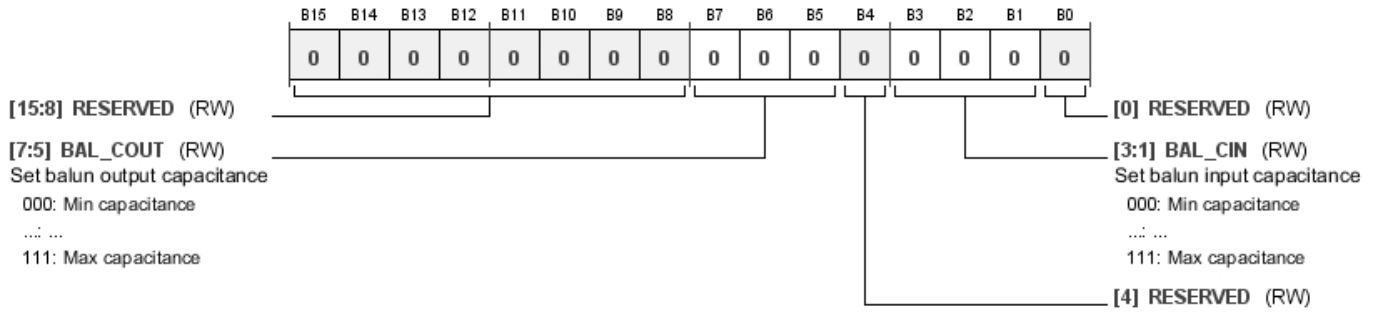 B15 B14 B13 B12 B11 B10 B9 B8 B7 B6 B5 B4 B3 B2 B1 B0
0 0 0 0 0 0 0 0 0 0 0 0 0 0 0 0
[15:8] RESERVED (RW)
[7:5] BAL_COUT (RW)
Set balun output capacitance
000: Min capacitance
...: ...
111: Max capacitance
[0] RESERVED (RW)
[3:1] BAL_CIN (RW)
Set balun input capacitance
000: Min capacitance
...: ...
111: Max capacitance
[4] RESERVED (RW)